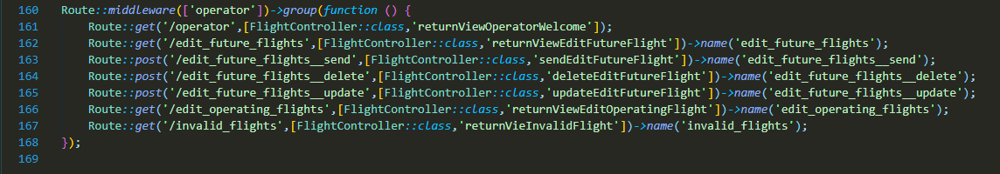 160 Route::middleware(['operator'])->group(function () {
161 Route::get('/operator',[FlightController::class,'returnViewOperatorWelcome']);
162 Route::get('/edit_future_flights',[FlightController::class,'returnViewEditFutureFlight'])->name('edit_future_flights');
163 Route::post('/edit_future_flights__send',[FlightController::class,'sendEditFutureFlight'])->name('edit_future_flights__send');
164 Route::post('/edit_future_flights__delete',[FlightController::class,'deleteEditFutureFlight'])->name('edit_future_flights__delete');
165 Route::post('/edit_future_flights__update',[FlightController::class,'updateEditFutureFlight'])->name('edit_future_flights__update');
166 Route::get('/edit_operating_flights',[FlightController::class,'returnViewEditOperatingFlight'])->name('edit_operating_flights');
167 Route::get('/invalid_flights',[FlightController::class,'returnVieInvalidFlight'])->name('invalid_flights');
168 });
169